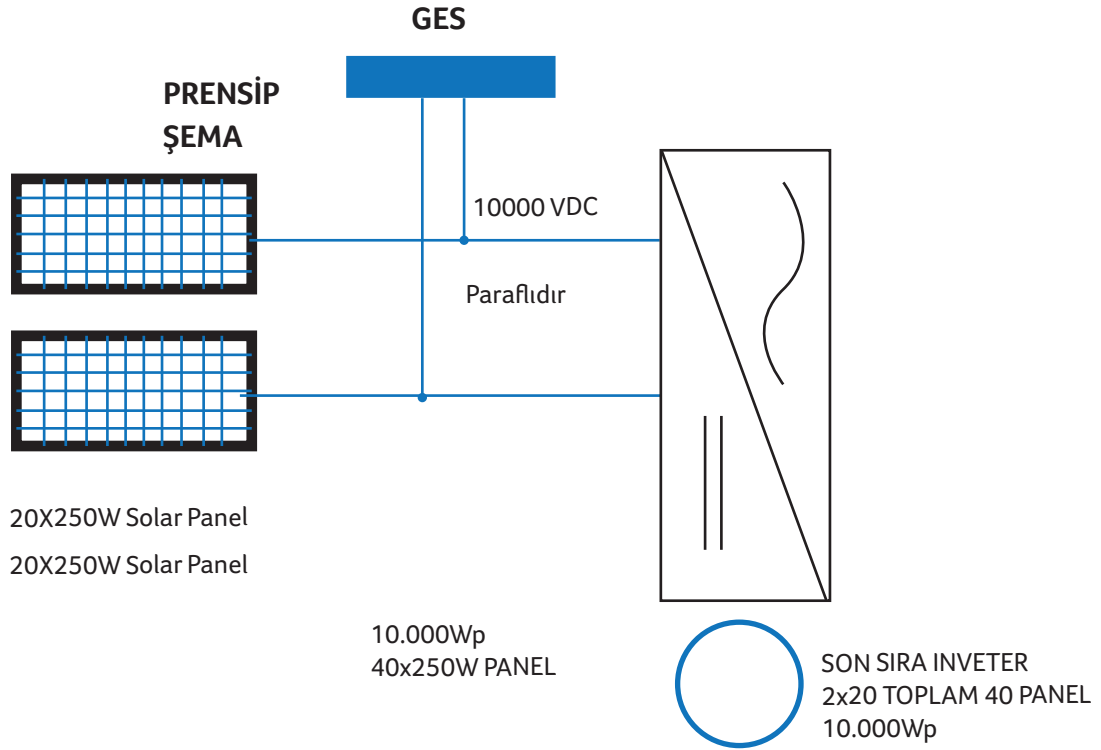 GES
PRENSİP
ŞEMA
10000 VDC
Paraflıdır
20X250W Solar Panel
20X250W Solar Panel
10.000Wp
40x250W PANEL
SON SIRA INVETER
2x20 TOPLAM 40 PANEL
10.000Wp